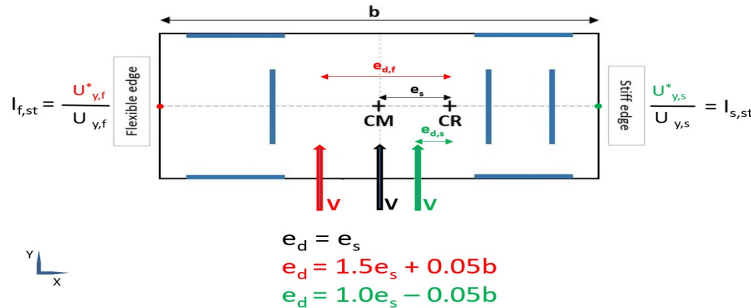 b
e_d,f
e_s
CM
CR
e_d,s
I_f,st = U*_y,f / U_y,f
Flexible edge
Stiff edge
U*_y,s / U_y,s = I_s,st
V
V
V
Y
X
e_d = e_s
e_d = 1.5e_s + 0.05b
e_d = 1.0e_s – 0.05b